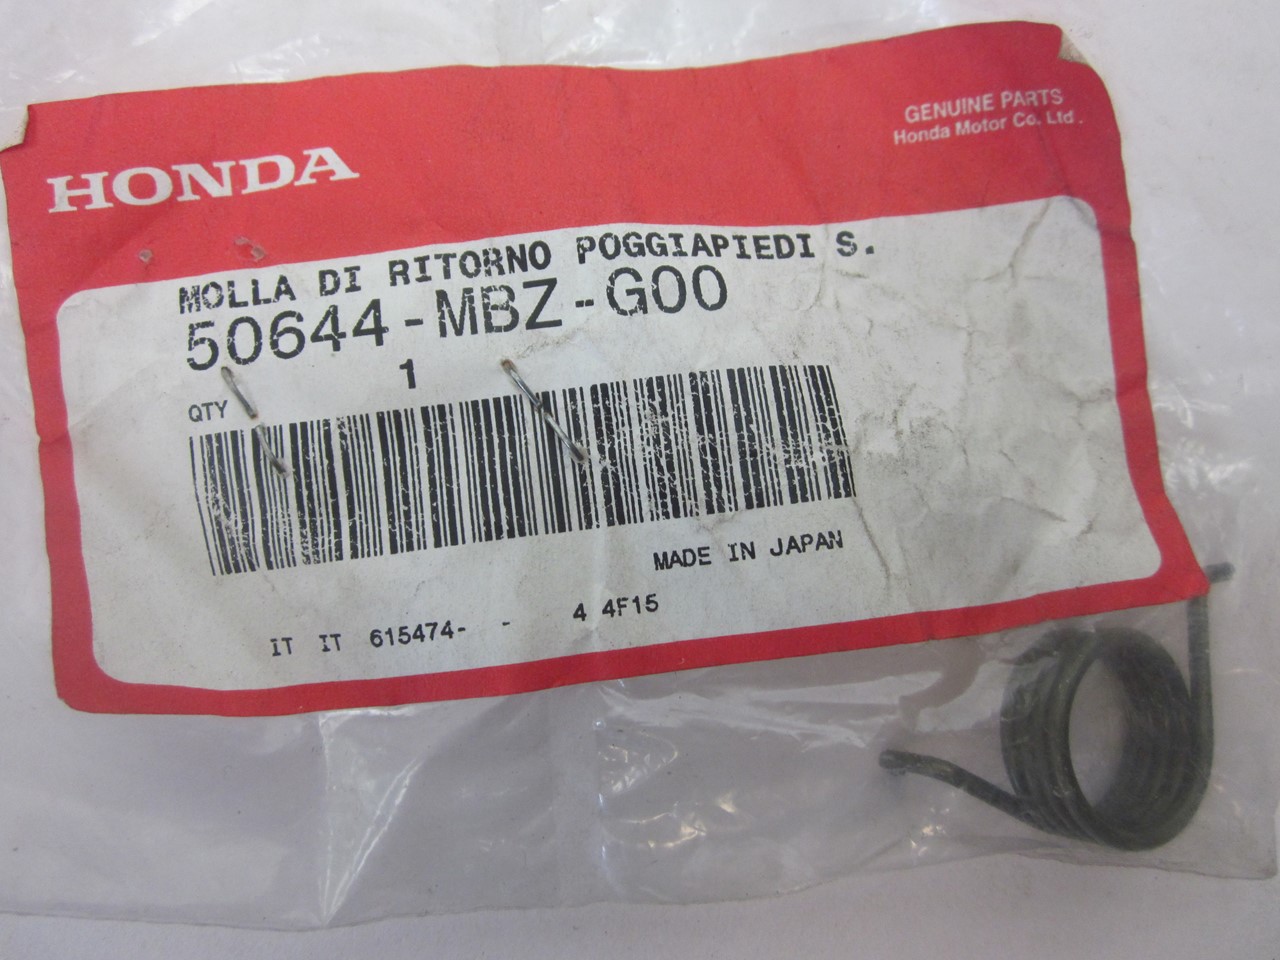 HONDA
GENUINE PARTS
Honda Motor Co. Ltd.
MOLLA DI RITORNO POGGIAPIEDI S.
50644-MBZ-G00
QTY 1
MADE IN JAPAN
IT IT 615474- - 4 4F15